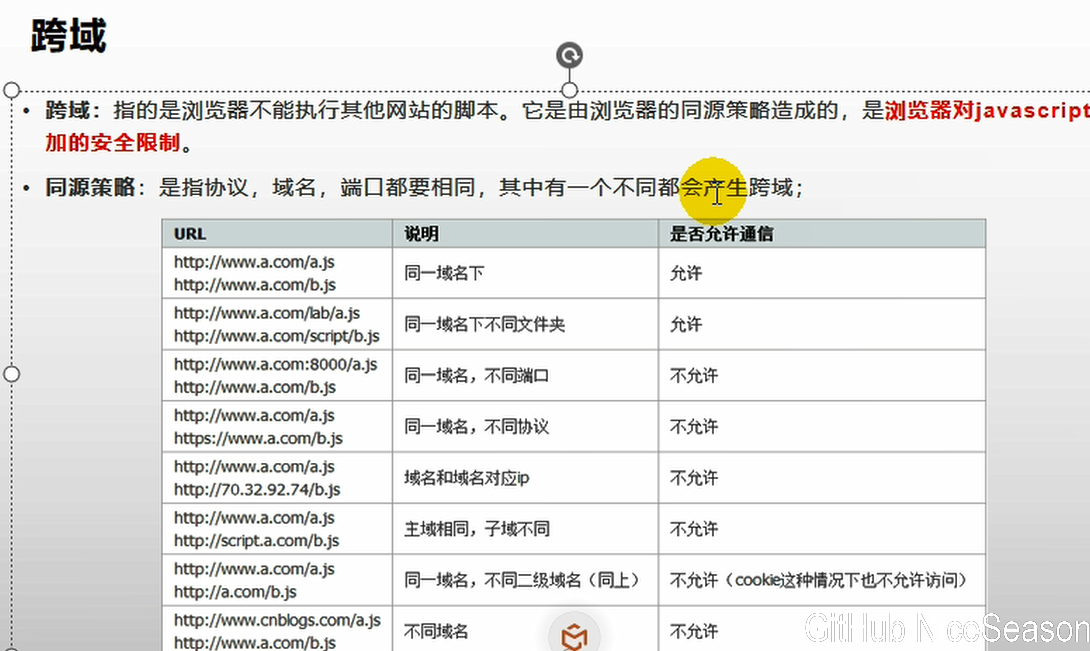 跨域
• 跨域：指的是浏览器不能执行其他网站的脚本。它是由浏览器的同源策略造成的，是浏览器对javascript
加的安全限制。
• 同源策略：是指协议，域名，端口都要相同，其中有一个不同都会产生跨域；
URL 说明 是否允许通信
http://www.a.com/a.js
http://www.a.com/b.js
同一域名下 允许
http://www.a.com/lab/a.js
http://www.a.com/script/b.js
同一域名下不同文件夹 允许
http://www.a.com:8000/a.js
http://www.a.com/b.js
同一域名，不同端口 不允许
http://www.a.com/a.js
https://www.a.com/b.js
同一域名，不同协议 不允许
http://www.a.com/a.js
http://70.32.92.74/b.js
域名和域名对应ip 不允许
http://www.a.com/a.js
http://script.a.com/b.js
主域相同，子域不同 不允许
http://www.a.com/a.js
http://a.com/b.js
同一域名，不同二级域名（同上） 不允许（cookie这种情况下也不允许访问）
http://www.cnblogs.com/a.js
http://www.a.com/b.js
不同域名 不允许
GitHub